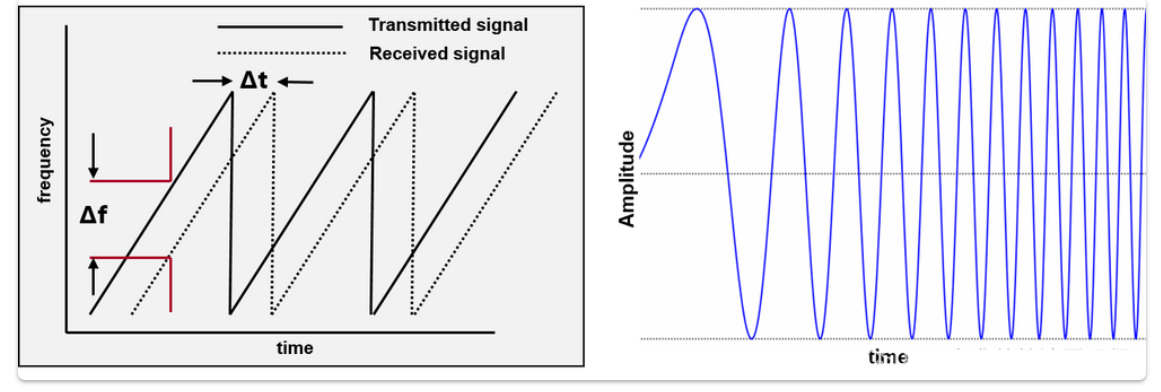 Transmitted signal
Received signal
Δt
frequency
Δf
time
Amplitude
time